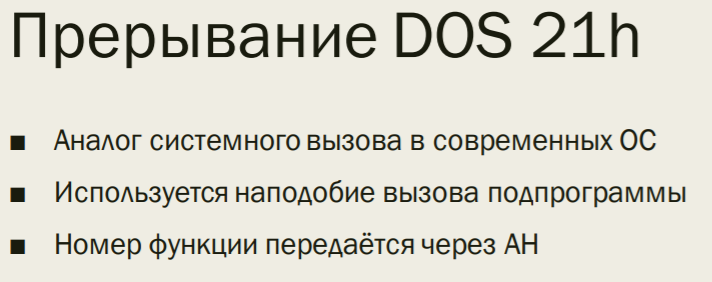 Прерывание DOS 21h
■ Аналог системного вызова в современных ОС
■ Используется наподобие вызова подпрограммы
■ Номер функции передаётся через AH